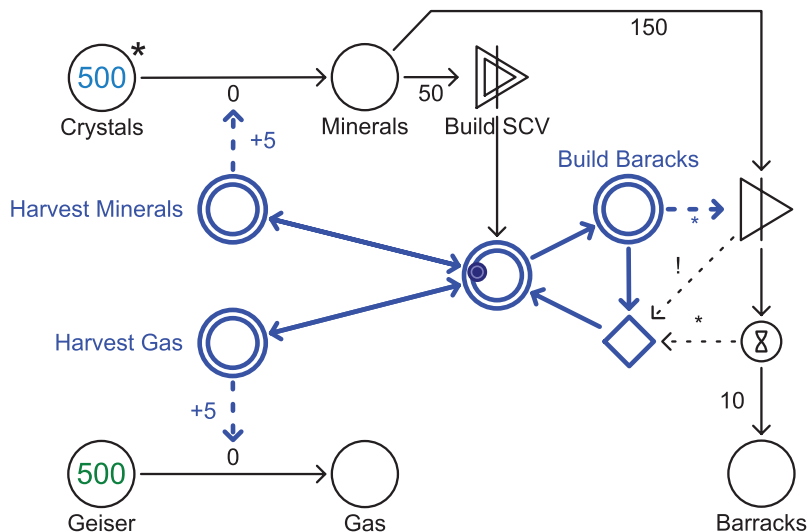 150
500 *
0
50
Crystals
Minerals
Build SCV
+5
Build Baracks
Harvest Minerals
*
!
*
Harvest Gas
+5
10
0
500
Geiser
Gas
Barracks